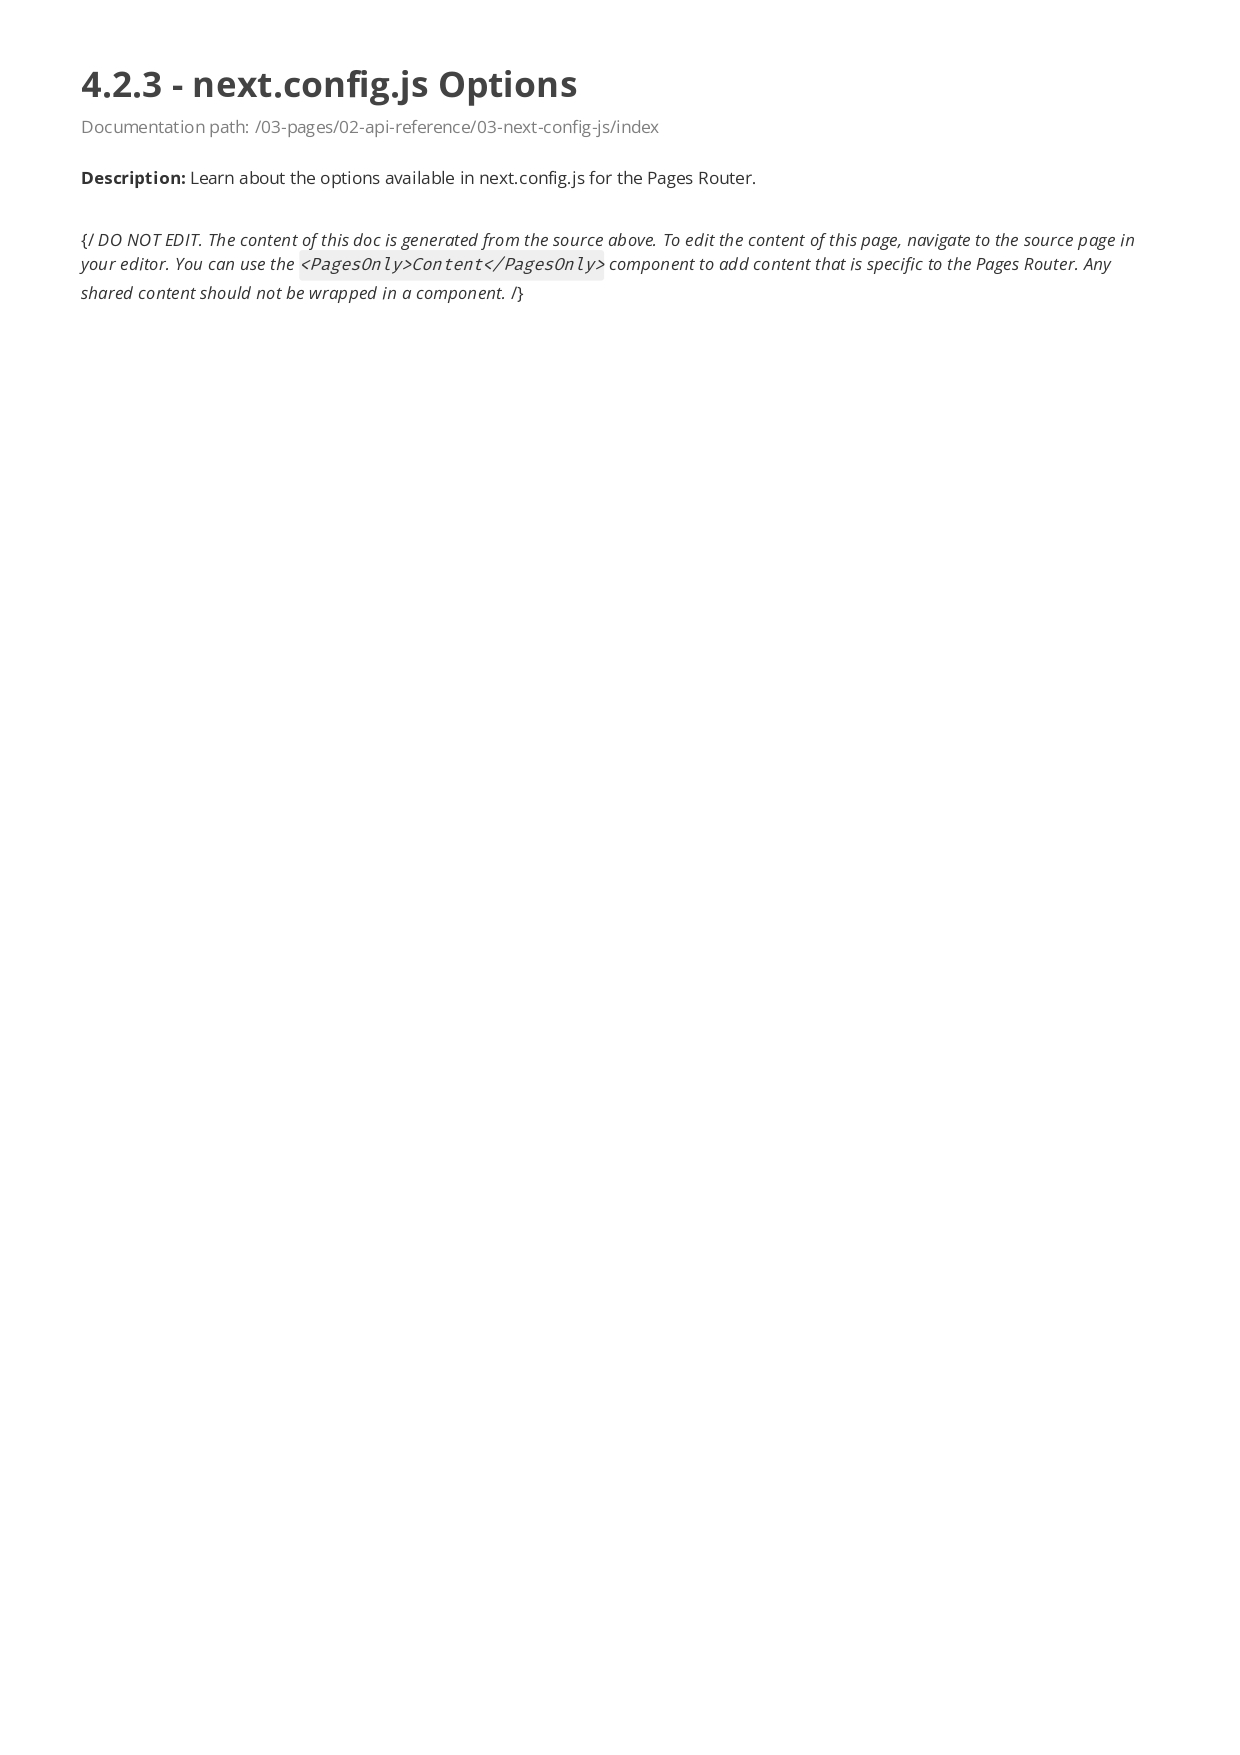 4.2.3 - next.config.js Options
Documentation path: /03-pages/02-api-reference/03-next-config-js/index
Description: Learn about the options available in next.config.js for the Pages Router.
{/ DO NOT EDIT. The content of this doc is generated from the source above. To edit the content of this page, navigate to the source page in
your editor. You can use the <PagesOnly>Content</PagesOnly> component to add content that is specific to the Pages Router. Any
shared content should not be wrapped in a component. /}